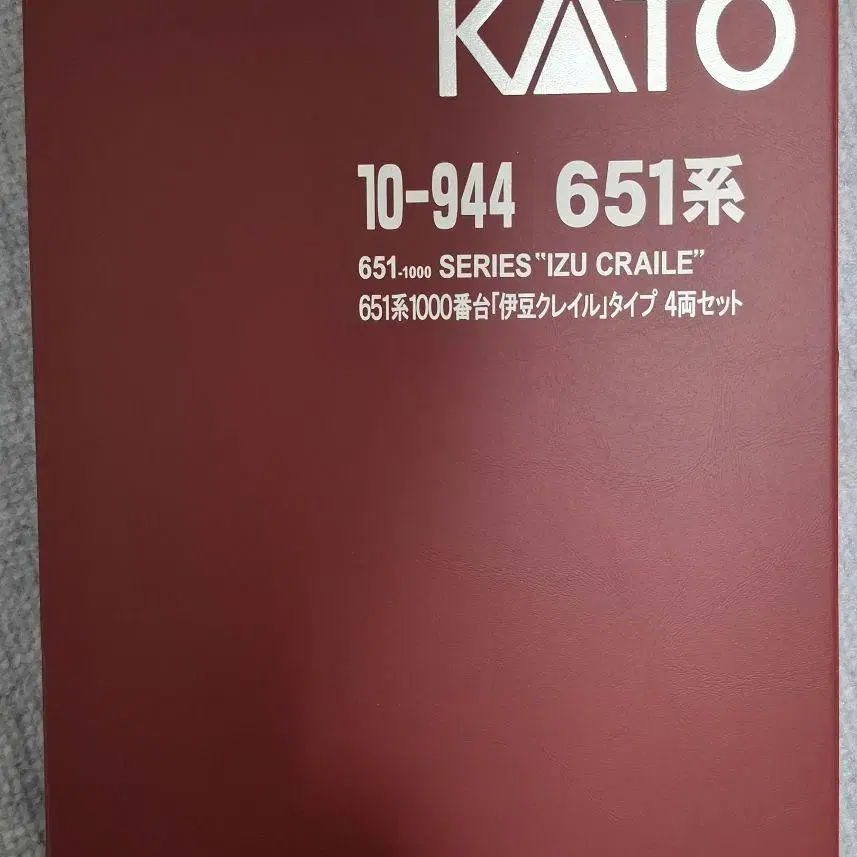 KATO
10-944 651系
651-1000 SERIES "IZU CRAILE"
651系1000番台｢伊豆クレイル｣タイプ 4両セット